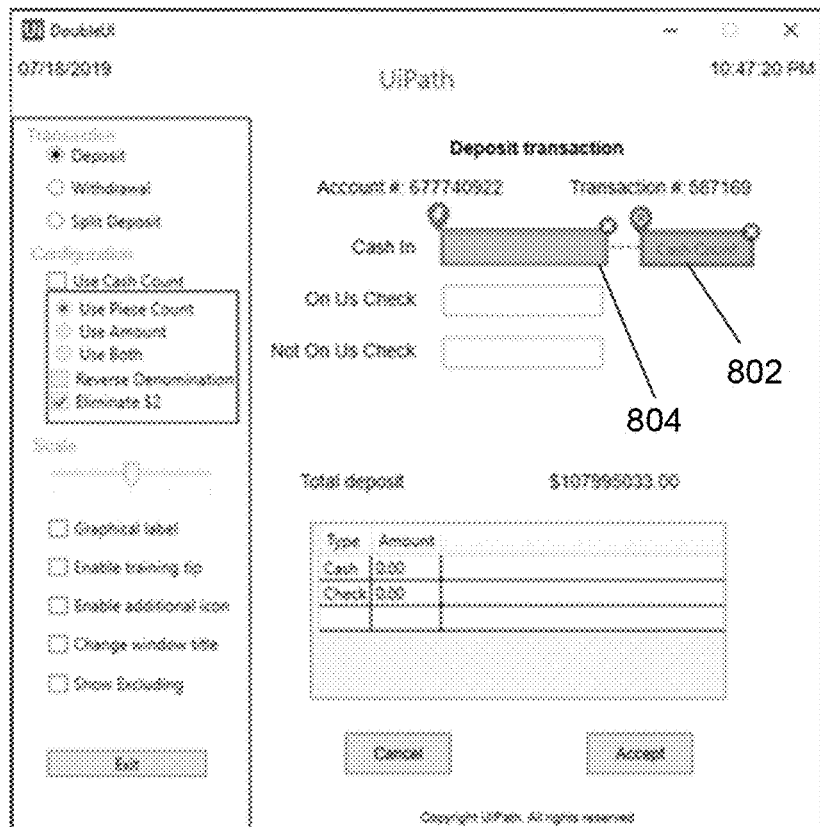 DoubleUI
07/18/2019
10:47:20 PM
UiPath
Transaction
Deposit
Withdrawal
Split Deposit
Configuration
Use Cash Count
Use Piece Count
Use Amount
Use Both
Reverse Denomination
Eliminate $2
Scale
Graphical label
Enable training tip
Enable additional icon
Change window title
Show Excluding
Exit
Deposit transaction
Account #: 677740922 Transaction #: 587169
Cash In
On Us Check
Not On Us Check
802
804
Total deposit $107996033.00
Type Amount
Cash 0.00
Check 0.00
Cancel Accept
Copyright UiPath. All rights reserved